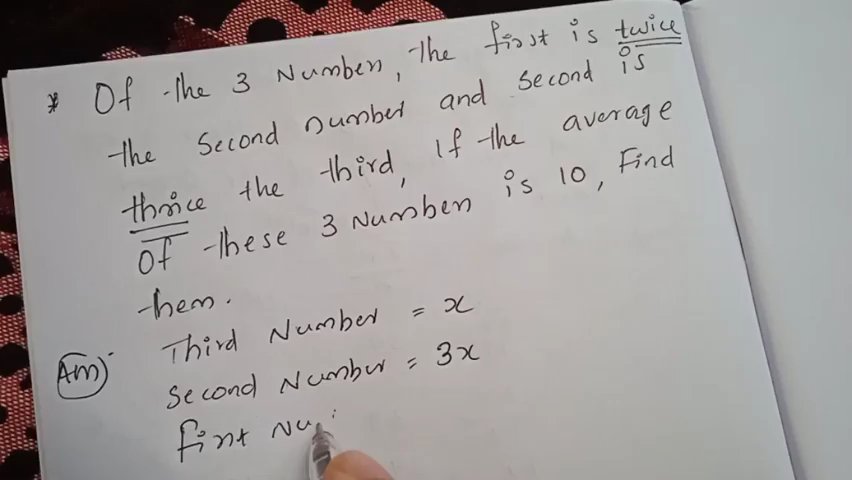 * Of the 3 Number, the first is twice
the second number and second is
thrice the third, If the average
Of these 3 Number is 10, Find
them.
Ans) Third Number = x
Second Number = 3x
First Nu